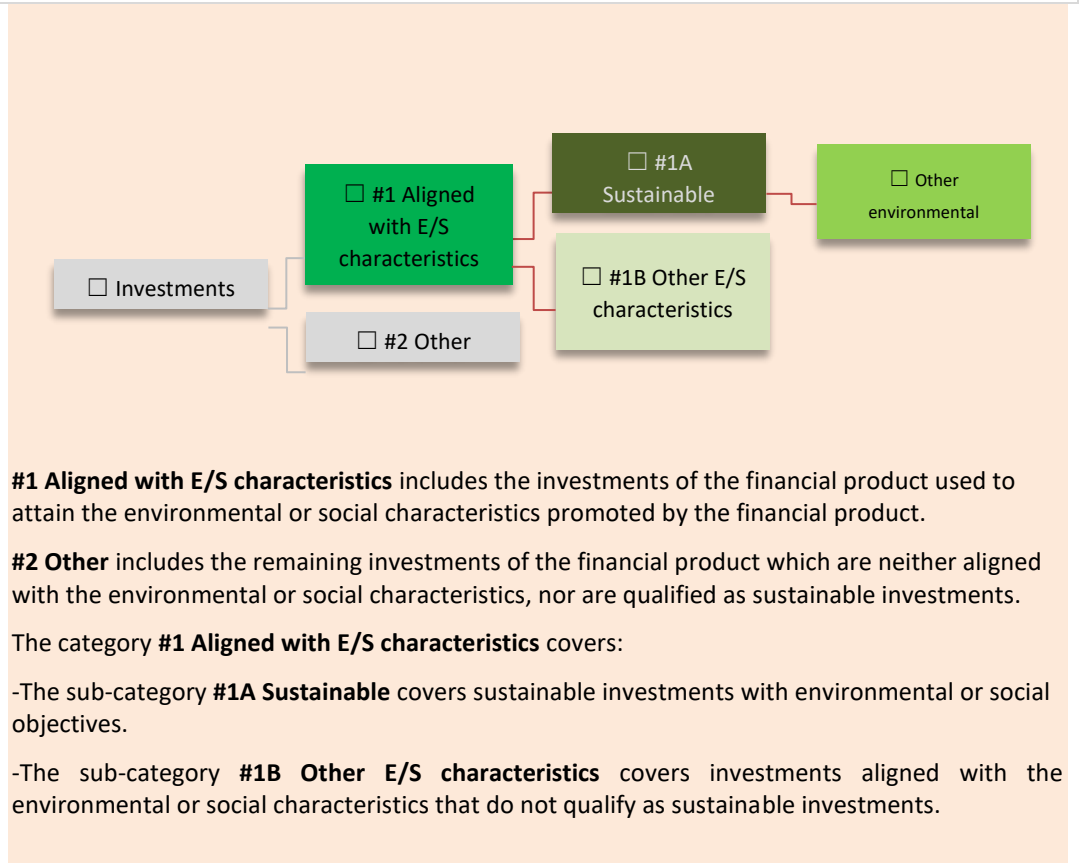 ☐ #1A
Sustainable
☐ Other
environmental
☐ #1 Aligned
with E/S
characteristics
☐ #1B Other E/S
characteristics
☐ Investments
☐ #2 Other
#1 Aligned with E/S characteristics includes the investments of the financial product used to
attain the environmental or social characteristics promoted by the financial product.
#2 Other includes the remaining investments of the financial product which are neither aligned
with the environmental or social characteristics, nor are qualified as sustainable investments.
The category #1 Aligned with E/S characteristics covers:
-The sub-category #1A Sustainable covers sustainable investments with environmental or social
objectives.
-The sub-category #1B Other E/S characteristics covers investments aligned with the
environmental or social characteristics that do not qualify as sustainable investments.